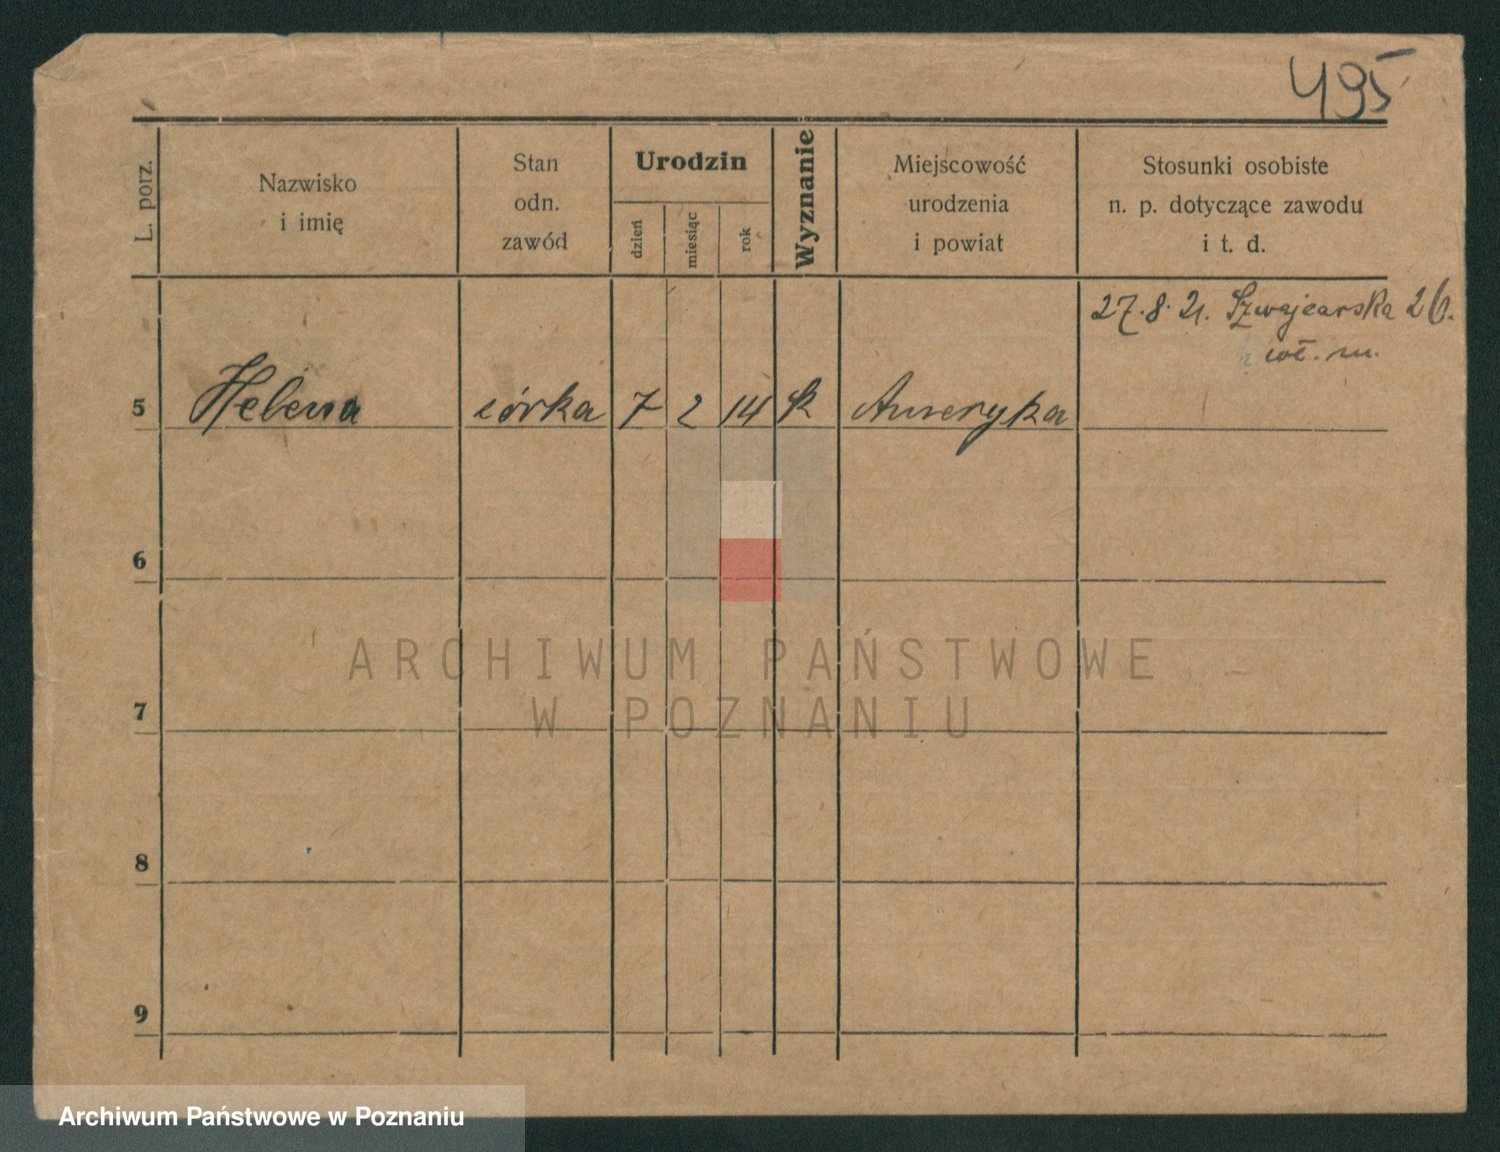 495
L. porz.
Nazwisko
i imię
Stan
odn.
zawód
Urodzin
dzień
miesiąc
rok
Wyznanie
Miejscowość
urodzenia
i powiat
Stosunki osobiste
n. p. dotyczące zawodu
i t. d.
27.8.21. Szwajcarska 26.
5 Helena córka 7 2 14 k Ameryka
6
ARCHIWUM PAŃSTWOWE
W POZNANIU
7
8
9
Archiwum Państwowe w Poznaniu